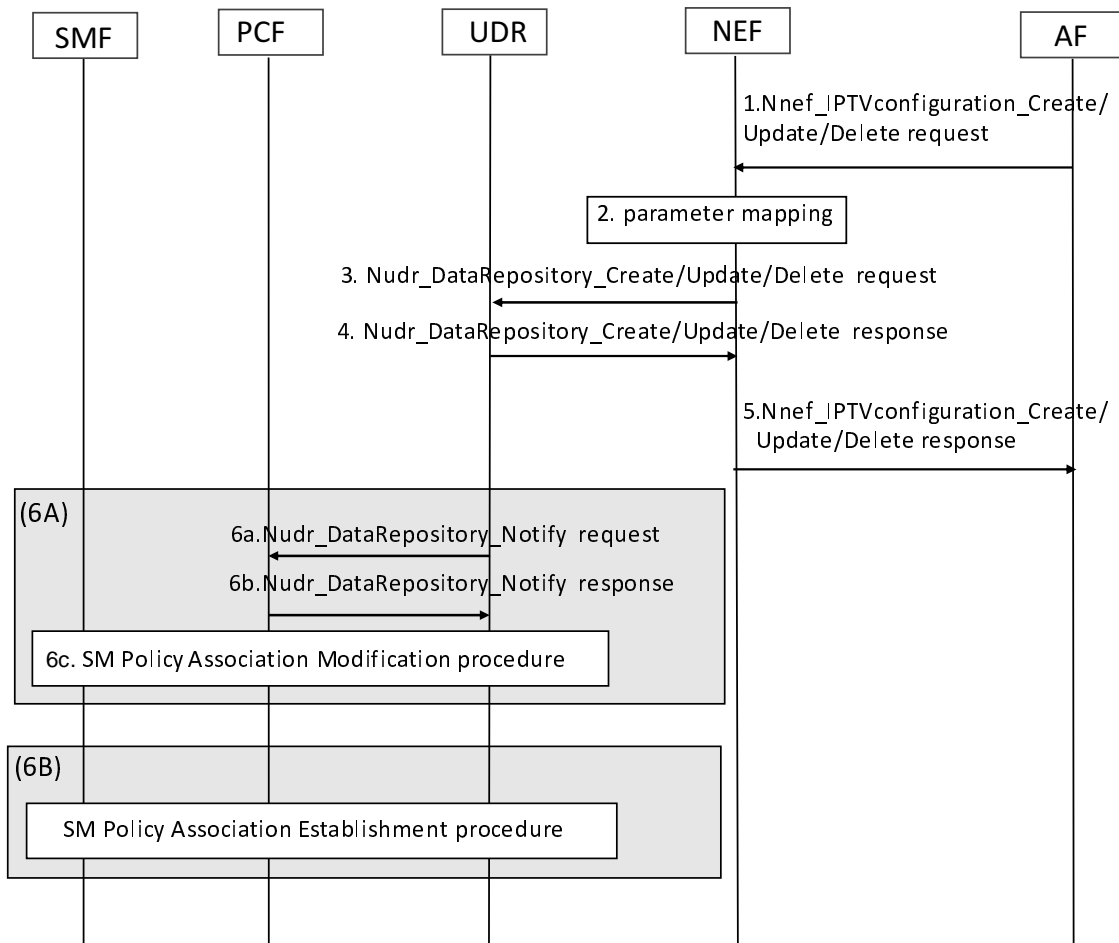 SMF
PCF
UDR
NEF
AF
1.Nnef_IPTVconfiguration_Create/
Update/Delete request
2. parameter mapping
3. Nudr_DataRepository_Create/Update/Delete request
4. Nudr_DataRepository_Create/Update/Delete response
5.Nnef_IPTVconfiguration_Create/
Update/Delete response
(6A)
6a.Nudr_DataRepository_Notify request
6b.Nudr_DataRepository_Notify response
6c. SM Policy Association Modification procedure
(6B)
SM Policy Association Establishment procedure